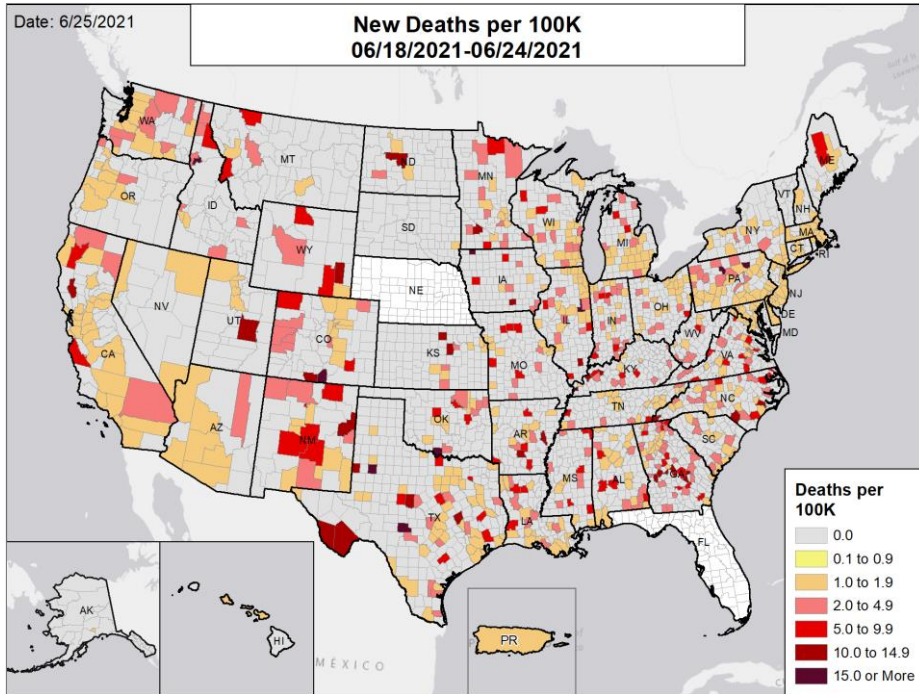 Date: 6/25/2021
New Deaths per 100K
06/18/2021-06/24/2021
WA
MT
ND
MN
ME
OR
ID
WY
SD
WI
MI
VT
NH
NY
MA
CT
RI
NV
UT
CO
NE
IA
IL
IN
OH
PA
NJ
DE
MD
CA
KS
MO
KY
WV
VA
AZ
NM
OK
AR
TN
NC
SC
TX
LA
MS
AL
GA
FL
AK
HI
PR
MÉXICO
Deaths per
100K
0.0
0.1 to 0.9
1.0 to 1.9
2.0 to 4.9
5.0 to 9.9
10.0 to 14.9
15.0 or More